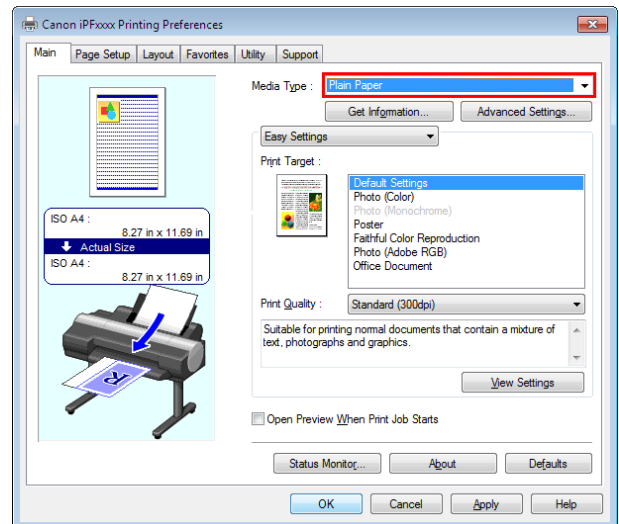 Canon iPFxxxx Printing Preferences
Main Page Setup Layout Favorites Utility Support
Media Type : Plain Paper
Get Information... Advanced Settings...
Easy Settings
Print Target :
Default Settings
Photo (Color)
Photo (Monochrome)
Poster
Faithful Color Reproduction
Photo (Adobe RGB)
Office Document
ISO A4 :
8.27 in x 11.69 in
Actual Size
ISO A4 :
8.27 in x 11.69 in
R
Print Quality : Standard (300dpi)
Suitable for printing normal documents that contain a mixture of
text, photographs and graphics.
View Settings
Open Preview When Print Job Starts
Status Monitor... About Defaults
OK Cancel Apply Help